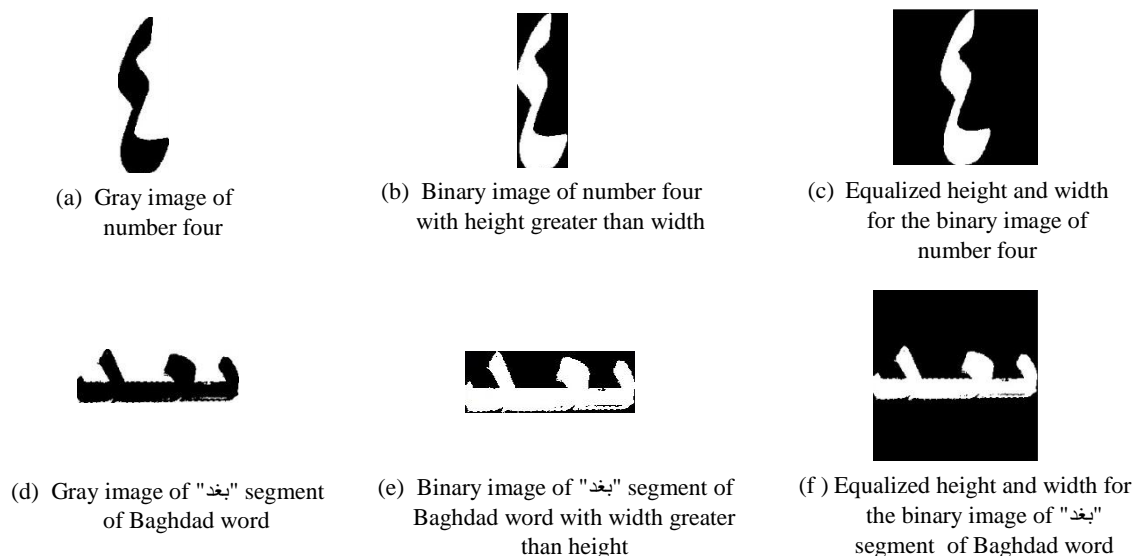 ٤
٤
٤
(a) Gray image of
number four
(b) Binary image of number four
with height greater than width
(c) Equalized height and width
for the binary image of
number four
(d) Gray image of "بغد" segment
of Baghdad word
(e) Binary image of "بغد" segment of
Baghdad word with width greater
than height
(f ) Equalized height and width for
the binary image of "بغد"
segment of Baghdad word